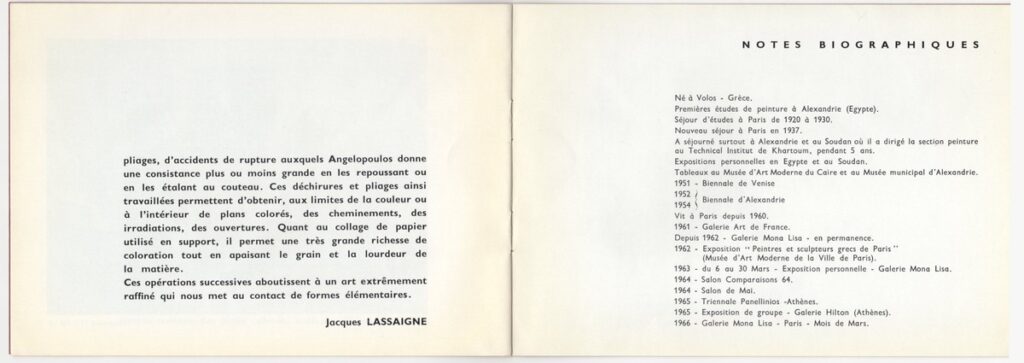 pliages, d'accidents de rupture auxquels Angelopoulos donne
une consistance plus ou moins grande en les repoussant ou
en les étalant au couteau. Ces déchirures et pliages ainsi
travaillées permettent d'obtenir, aux limites de la couleur ou
à l'intérieur de plans colorés, des cheminements, des
irradiations, des ouvertures. Quant au collage de papier
utilisé en support, il permet une très grande richesse de
coloration tout en apaisant le grain et la lourdeur de
la matière.
Ces opérations successives aboutissent à un art extrêmement
raffiné qui nous met au contact de formes élémentaires.
Jacques LASSAIGNE
NOTES BIOGRAPHIQUES
Né à Volos - Grèce.
Premières études de peinture à Alexandrie (Egypte).
Séjour d'études à Paris de 1920 à 1930.
Nouveau séjour à Paris en 1937.
A séjourné surtout à Alexandrie et au Soudan où il a dirigé la section peinture
au Technical Institut de Khartoum, pendant 5 ans.
Expositions personnelles en Egypte et au Soudan.
Tableaux au Musée d'Art Moderne du Caire et au Musée municipal d'Alexandrie.
1951 - Biennale de Venise
1952
Biennale d'Alexandrie
1954
Vit à Paris depuis 1960.
1961 - Galerie Art de France.
Depuis 1962 - Galerie Mona Lisa - en permanence.
1962 - Exposition "Peintres et sculpteurs grecs de Paris"
(Musée d'Art Moderne de la Ville de Paris).
1963 - du 6 au 30 Mars - Exposition personnelle - Galerie Mona Lisa.
1964 - Salon Comparaisons 64.
1964 - Salon de Mai.
1965 - Triennale Panellinios -Athènes.
1965 - Exposition de groupe - Galerie Hilton (Athènes).
1966 - Galerie Mona Lisa - Paris - Mois de Mars.